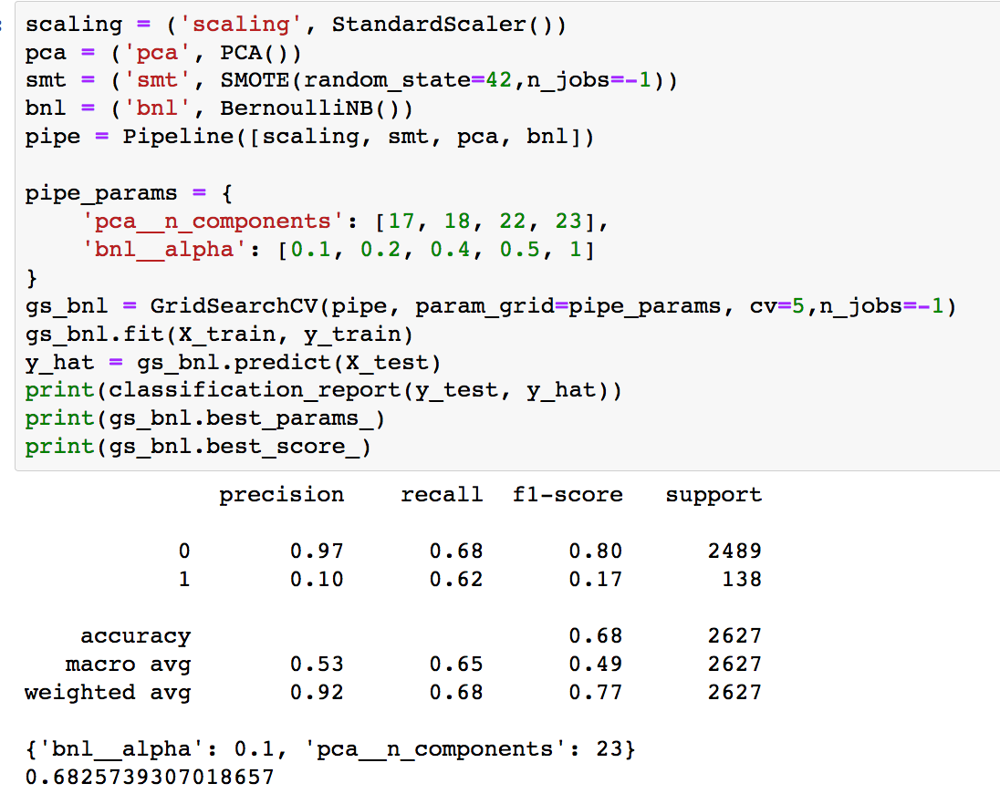 scaling = ('scaling', StandardScaler())
pca = ('pca', PCA())
smt = ('smt', SMOTE(random_state=42,n_jobs=-1))
bnl = ('bnl', BernoulliNB())
pipe = Pipeline([scaling, smt, pca, bnl])
pipe_params = {
    'pca__n_components': [17, 18, 22, 23],
    'bnl__alpha': [0.1, 0.2, 0.4, 0.5, 1]
}
gs_bnl = GridSearchCV(pipe, param_grid=pipe_params, cv=5,n_jobs=-1)
gs_bnl.fit(X_train, y_train)
y_hat = gs_bnl.predict(X_test)
print(classification_report(y_test, y_hat))
print(gs_bnl.best_params_)
print(gs_bnl.best_score_)
precision recall f1-score support
0 0.97 0.68 0.80 2489
1 0.10 0.62 0.17 138
accuracy 0.68 2627
macro avg 0.53 0.65 0.49 2627
weighted avg 0.92 0.68 0.77 2627
{'bnl__alpha': 0.1, 'pca__n_components': 23}
0.6825739307018657